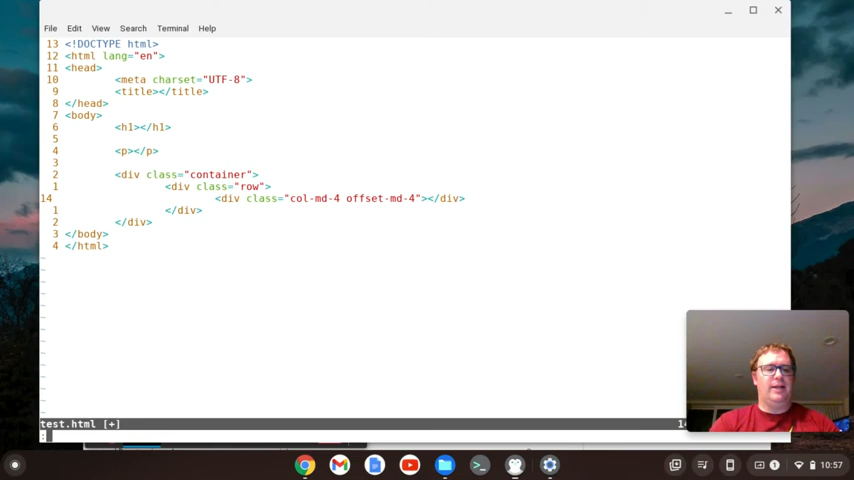 File Edit View Search Terminal Help
13 <!DOCTYPE html>
12 <html lang="en">
11 <head>
10 <meta charset="UTF-8">
9 <title></title>
8 </head>
7 <body>
6 <h1></h1>
5
4 <p></p>
3
2 <div class="container">
1 <div class="row">
14 <div class="col-md-4 offset-md-4"></div>
1 </div>
2 </div>
3 </body>
4 </html>
~
~
~
~
~
~
~
~
~
~
~
~
~
~
test.html [+]
:
1 10:57